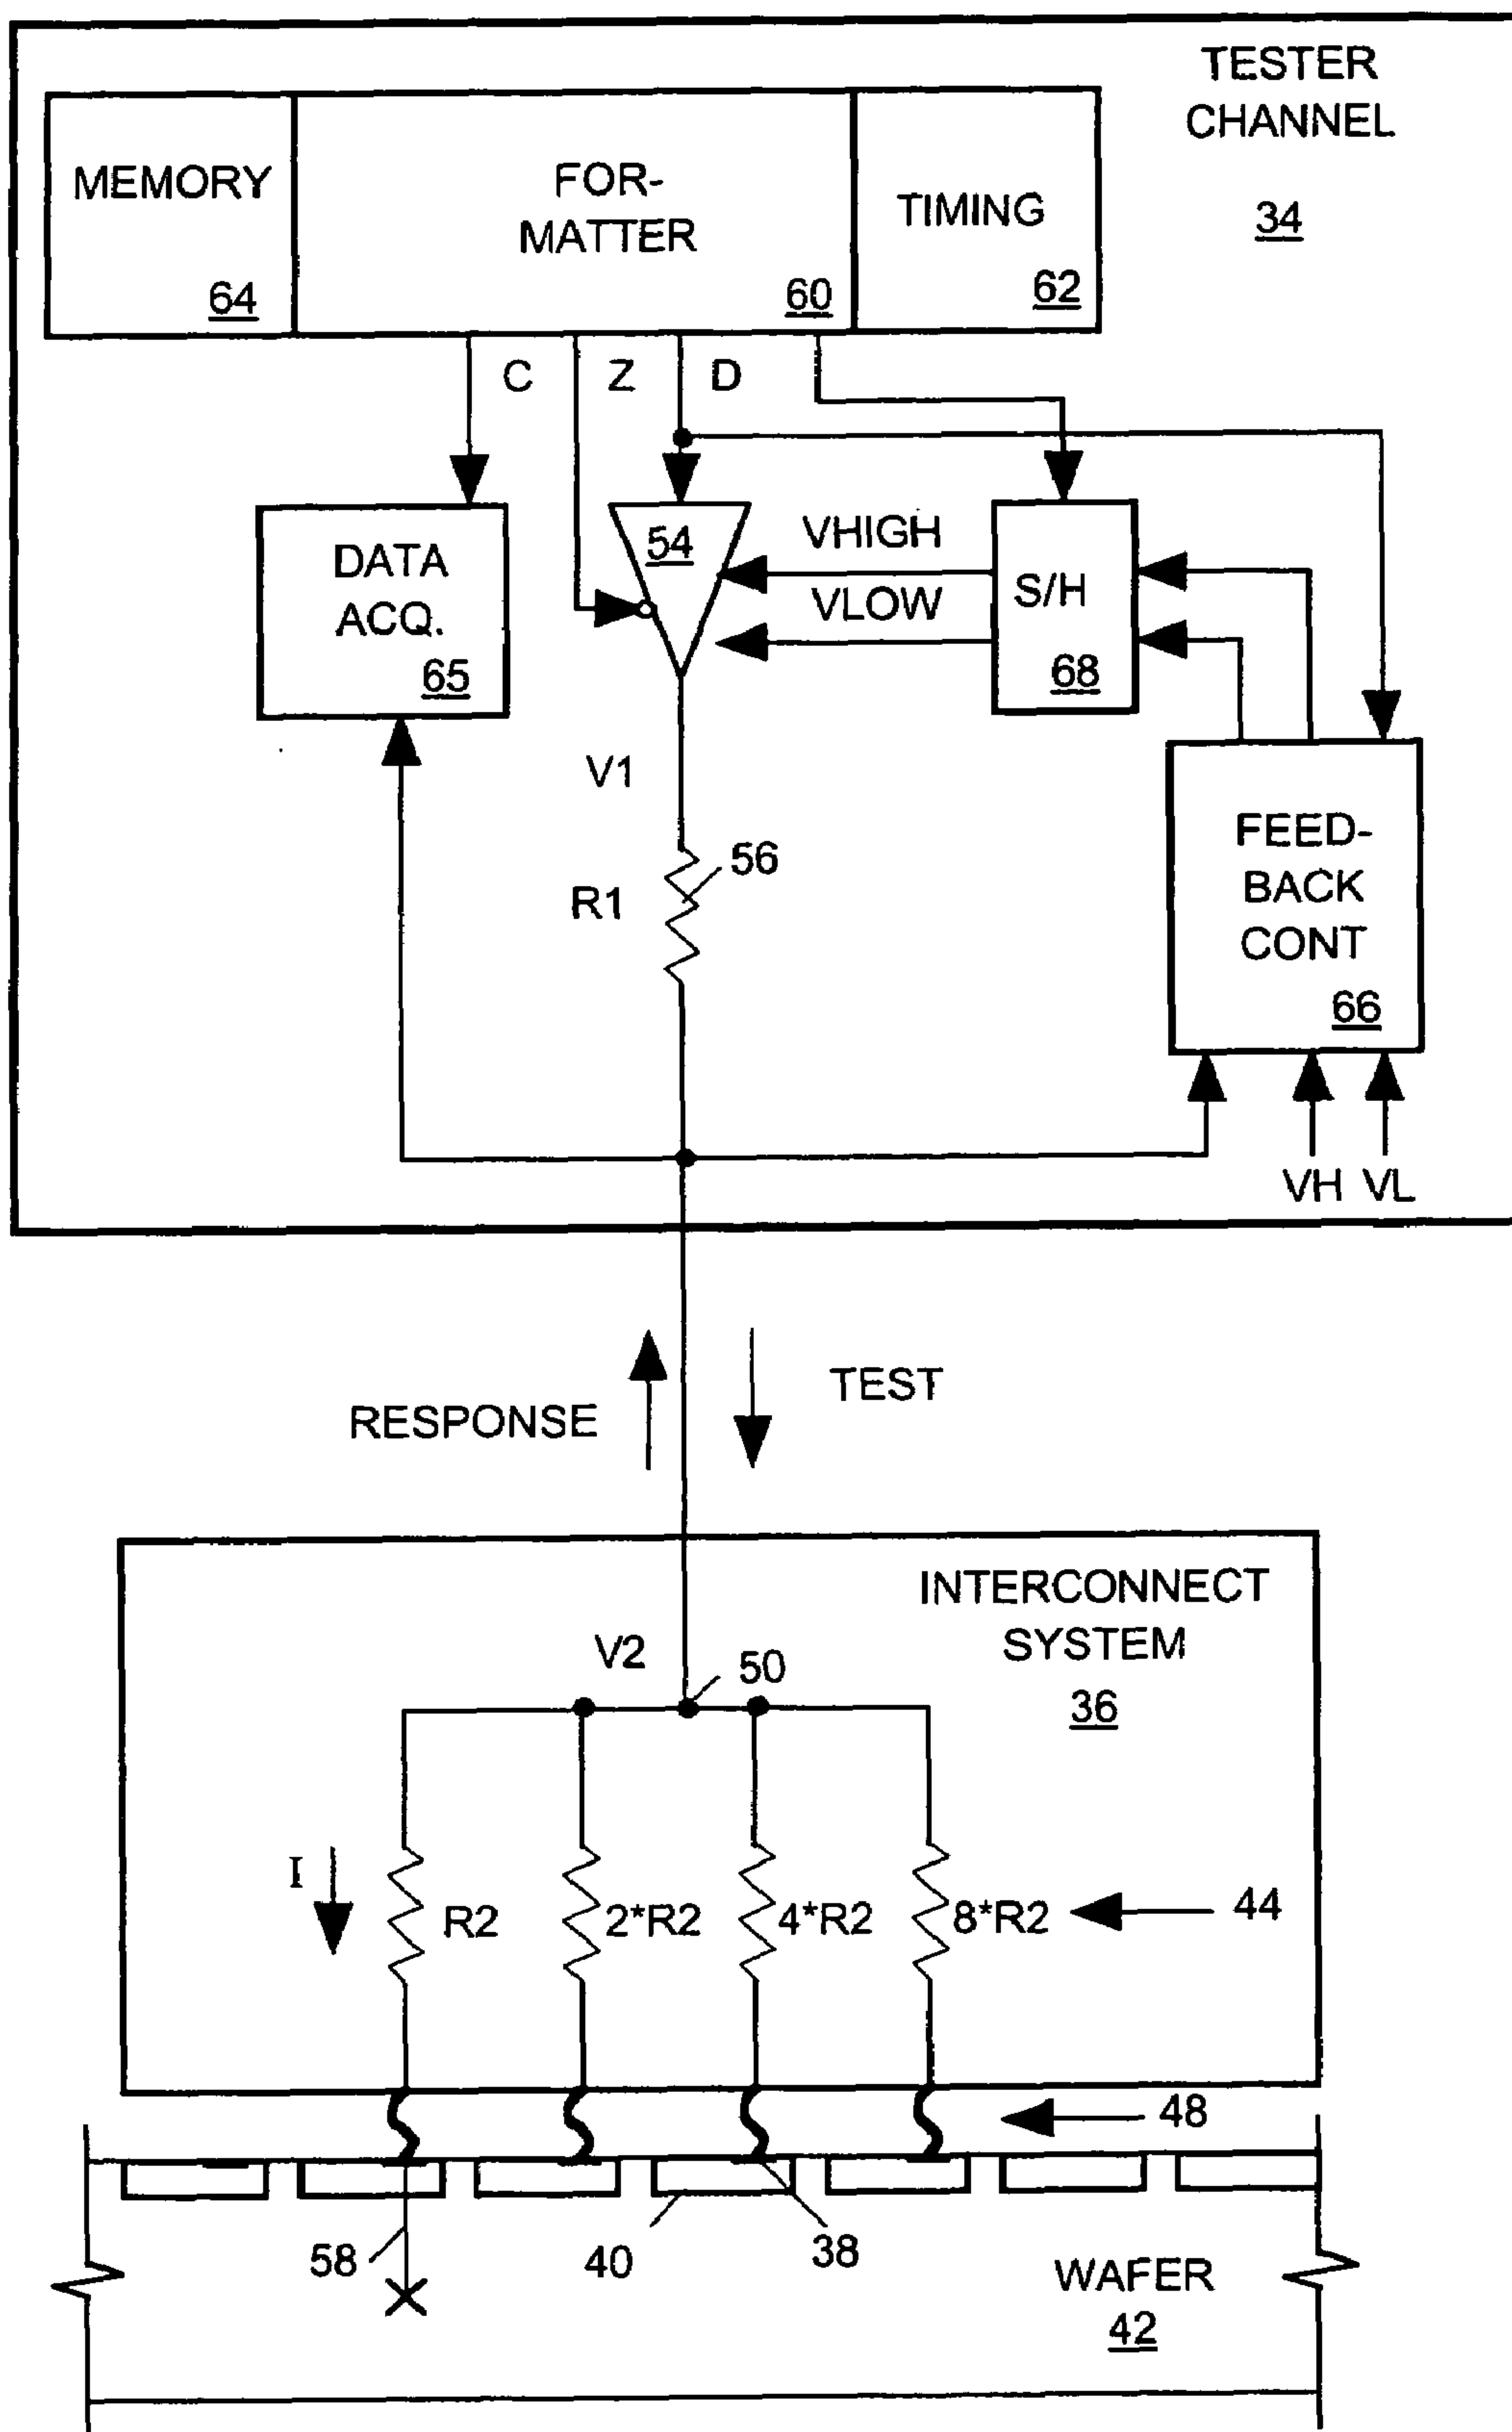 TESTER
CHANNEL
34
MEMORY
64
FOR-
MATTER
60
TIMING
62
C
Z
D
DATA
ACQ.
65
54
VHIGH
VLOW
S/H
68
V1
56
R1
FEED-
BACK
CONT
66
VH
VL
RESPONSE
TEST
INTERCONNECT
SYSTEM
36
V2
50
I
R2
2*R2
4*R2
8*R2
44
48
58
40
38
WAFER
42